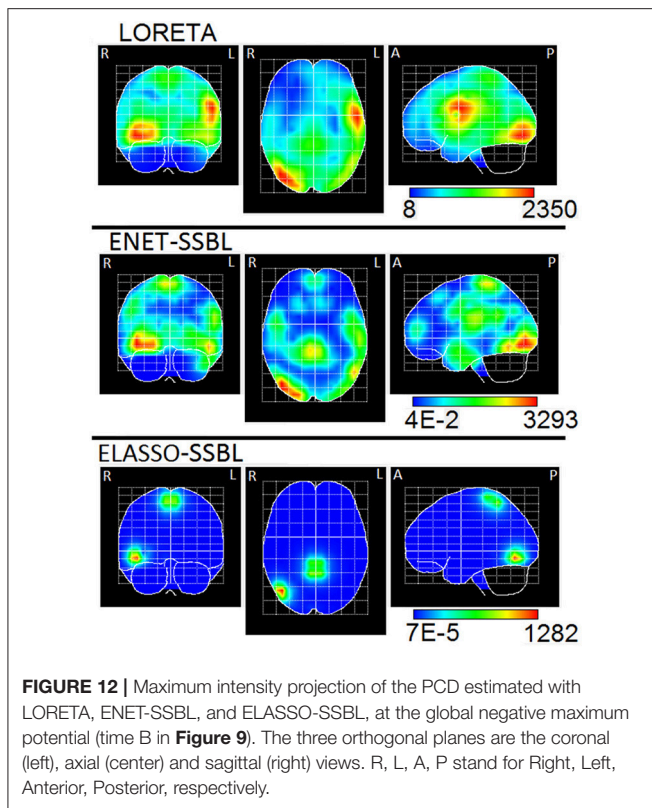 LORETA
R L A P
8 2350
ENET-SSBL
R L A P
4E-2 3293
ELASSO-SSBL
R L R L A P
7E-5 1282
FIGURE 12 | Maximum intensity projection of the PCD estimated with
LORETA, ENET-SSBL, and ELASSO-SSBL, at the global negative maximum
potential (time B in Figure 9). The three orthogonal planes are the coronal
(left), axial (center) and sagittal (right) views. R, L, A, P stand for Right, Left,
Anterior, Posterior, respectively.